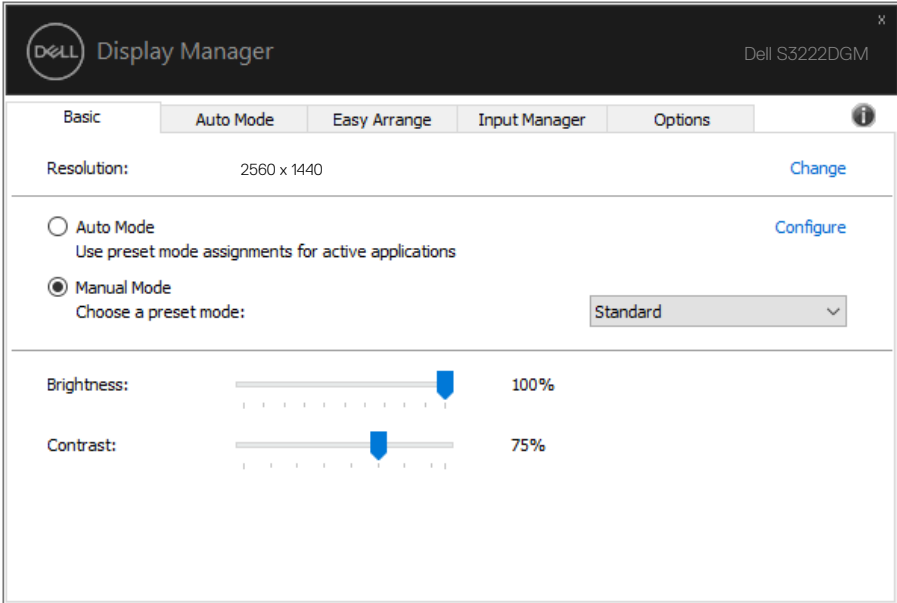 x
DELL Display Manager
Dell S3222DGM
Basic Auto Mode Easy Arrange Input Manager Options i
Resolution: 2560 x 1440 Change
Auto Mode Configure
Use preset mode assignments for active applications
Manual Mode
Choose a preset mode: Standard
Brightness: 100%
Contrast: 75%